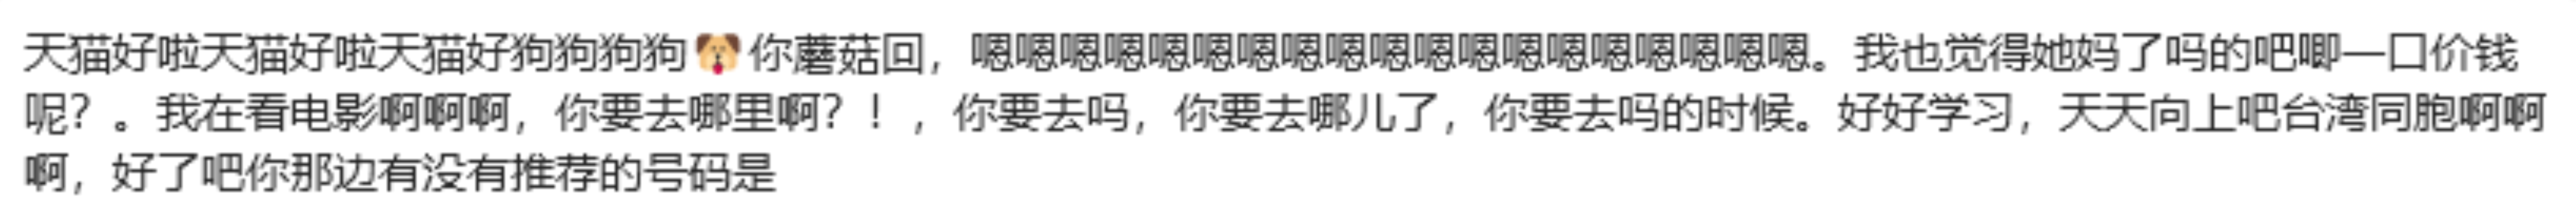 天猫好啦天猫好啦天猫好狗狗狗狗🐶你蘑菇回，嗯嗯嗯嗯嗯嗯嗯嗯嗯嗯嗯嗯嗯嗯嗯嗯嗯嗯嗯。我也觉得她妈了吗的吧唧一口价钱
呢？。我在看电影啊啊啊，你要去哪里啊？！，你要去吗，你要去哪儿了，你要去吗的时候。好好学习，天天向上吧台湾同胞啊啊
啊，好了吧你那边有没有推荐的号码是